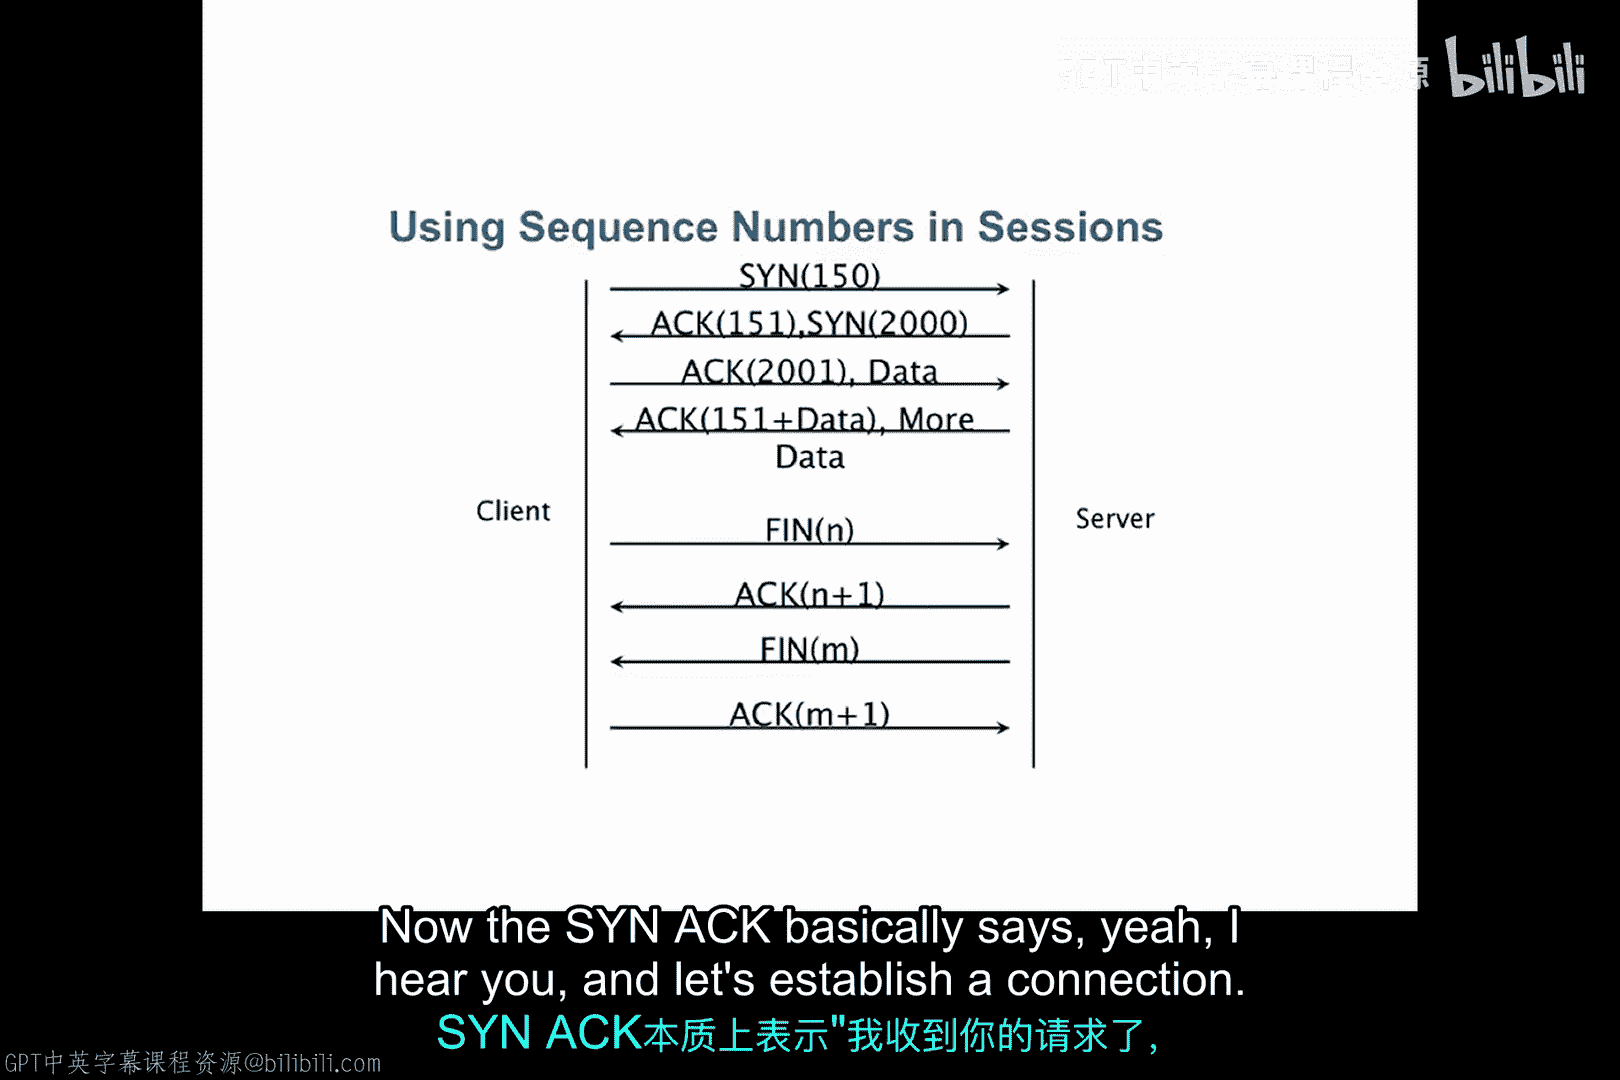 bilibili
Using Sequence Numbers in Sessions
SYN(150)
ACK(151),SYN(2000)
ACK(2001), Data
ACK(151+Data), More
Data
Client
Server
FIN(n)
ACK(n+1)
FIN(m)
ACK(m+1)
Now the SYN ACK basically says, yeah, I
hear you, and let's establish a connection.
SYN ACK本质上表示"我收到你的请求了,
GPT中英字幕课程资源@bilibili.com